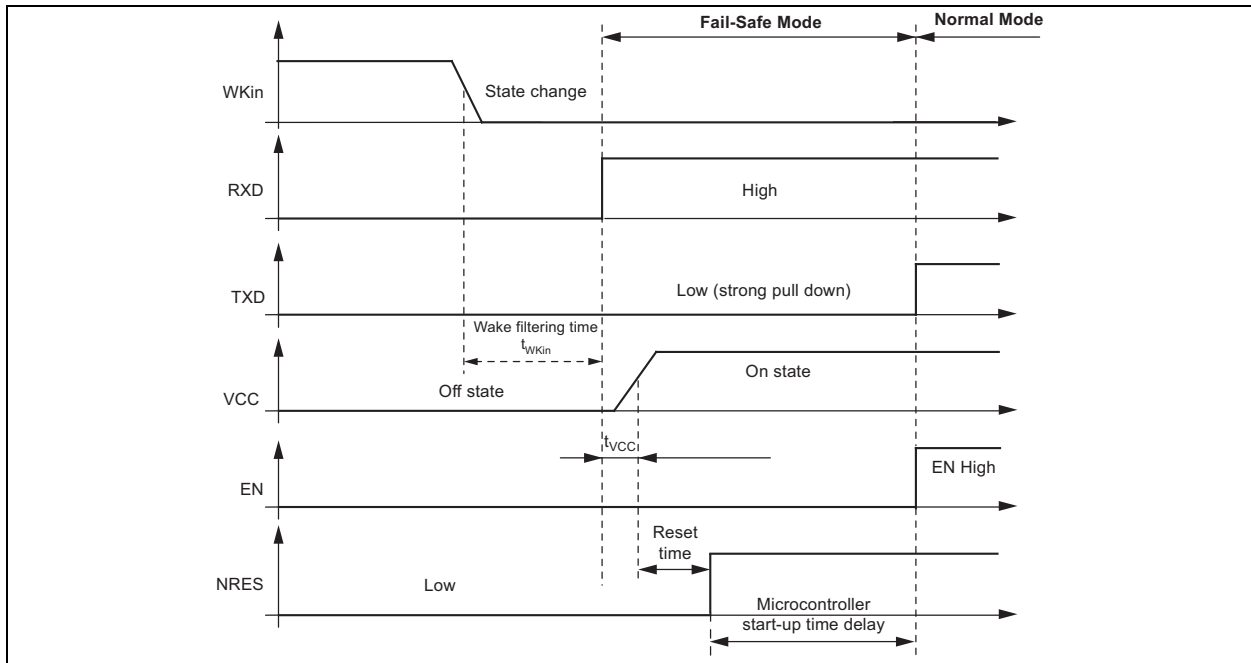 Fail-Safe Mode
Normal Mode
WKin
State change
RXD
High
TXD
Low (strong pull down)
Wake filtering time
tWKin
VCC
Off state
On state
tVCC
EN
EN High
Reset
time
NRES
Low
Microcontroller
start-up time delay